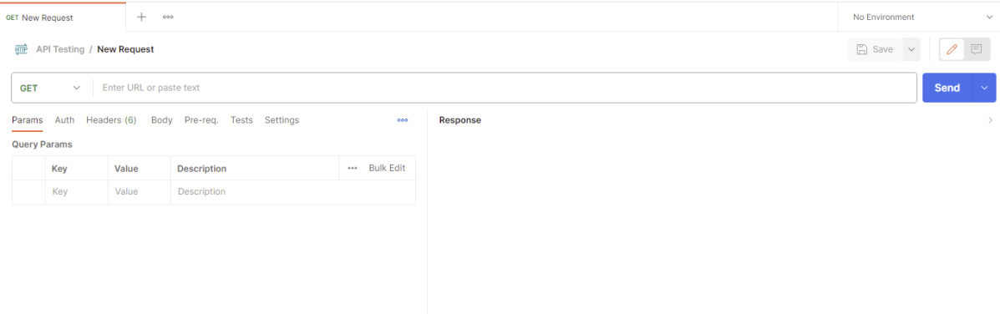 GET New Request
No Environment
HTTP API Testing / New Request
Save
GET Enter URL or paste text
Send
Params Auth Headers (6) Body Pre-req. Tests Settings
Response
Query Params
Key Value Description Bulk Edit
Key Value Description